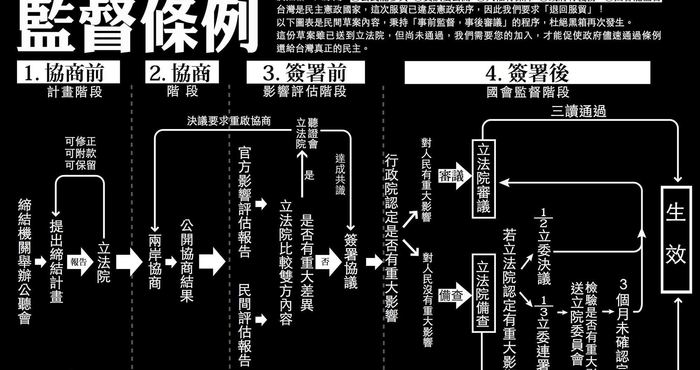 監督條例
台灣是民主憲政國家，這次服貿已違反憲政秩序，因此我們要求「退回服貿」！
以下圖表是民間草案內容，秉持「事前監督，事後審議」的程序，杜絕黑箱再次發生。
這份草案雖已送到立法院，但尚未通過，我們需要您的加入，才能促使政府儘速通過條例
還給台灣真正的民主。
1. 協商前
計畫階段
2. 協商
階段
3. 簽署前
影響評估階段
4. 簽署後
國會監督階段
締結機關舉辦公聽會
提出締結計畫
報告
立法院
可修正
可附款
可保留
兩岸協商
公開協商結果
決議要求重啟協商
官方影響評估報告
民間評估報告
立法院比較雙方內容
是否有重大差異
是
立法院
聽證會
達成共識
否
簽署協議
行政院認定是否有重大影響
對人民有重大影響
審議
立法院審議
三讀通過
對人民沒有重大影響
備查
立法院備查
若立法院認定有重大影
1/2立委決議
1/3立委連署
送立院委員會
檢驗是否有重大
3個月未確認
生效